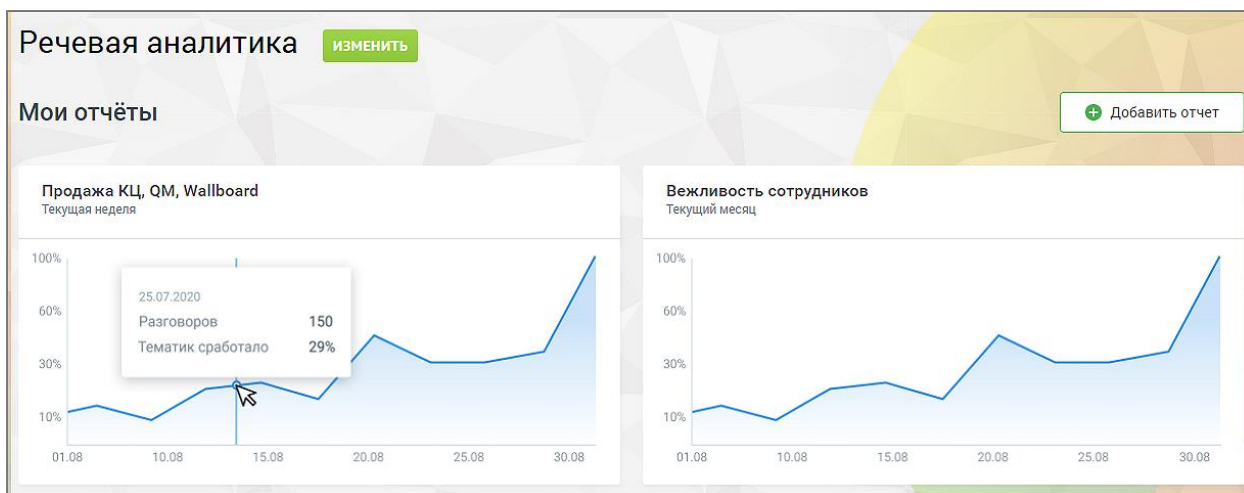 Речевая аналитика
ИЗМЕНИТЬ
Мои отчёты
Добавить отчет
Продажа КЦ, QM, Wallboard
Текущая неделя
100%
60%
30%
10%
25.07.2020
Разговоров 150
Тематик сработало 29%
01.08 10.08 15.08 20.08 25.08 30.08
Вежливость сотрудников
Текущий месяц
100%
60%
30%
10%
01.08 10.08 15.08 20.08 25.08 30.08